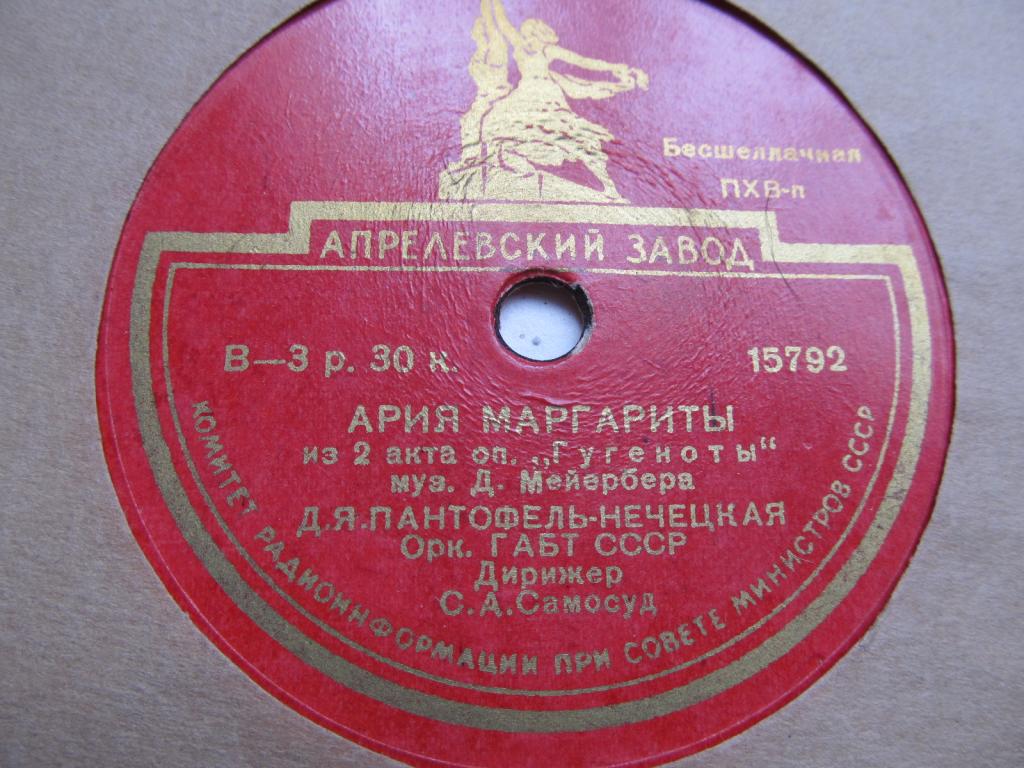 Бесшеллачная
ПХВ-п
АПРЕЛЕВСКИЙ ЗАВОД
В—3 р. 30 к.
15792
АРИЯ МАРГАРИТЫ
из 2 акта оп. „Гугеноты"
муз. Д. Мейербера
Д.Я.ПАНТОФЕЛЬ-НЕЧЕЦКАЯ
Орк. ГАБТ СССР
Дирижер
С.А.Самосуд
КОМИТЕТ РАДИОИНФОРМАЦИИ ПРИ СОВЕТЕ МИНИСТРОВ СССР